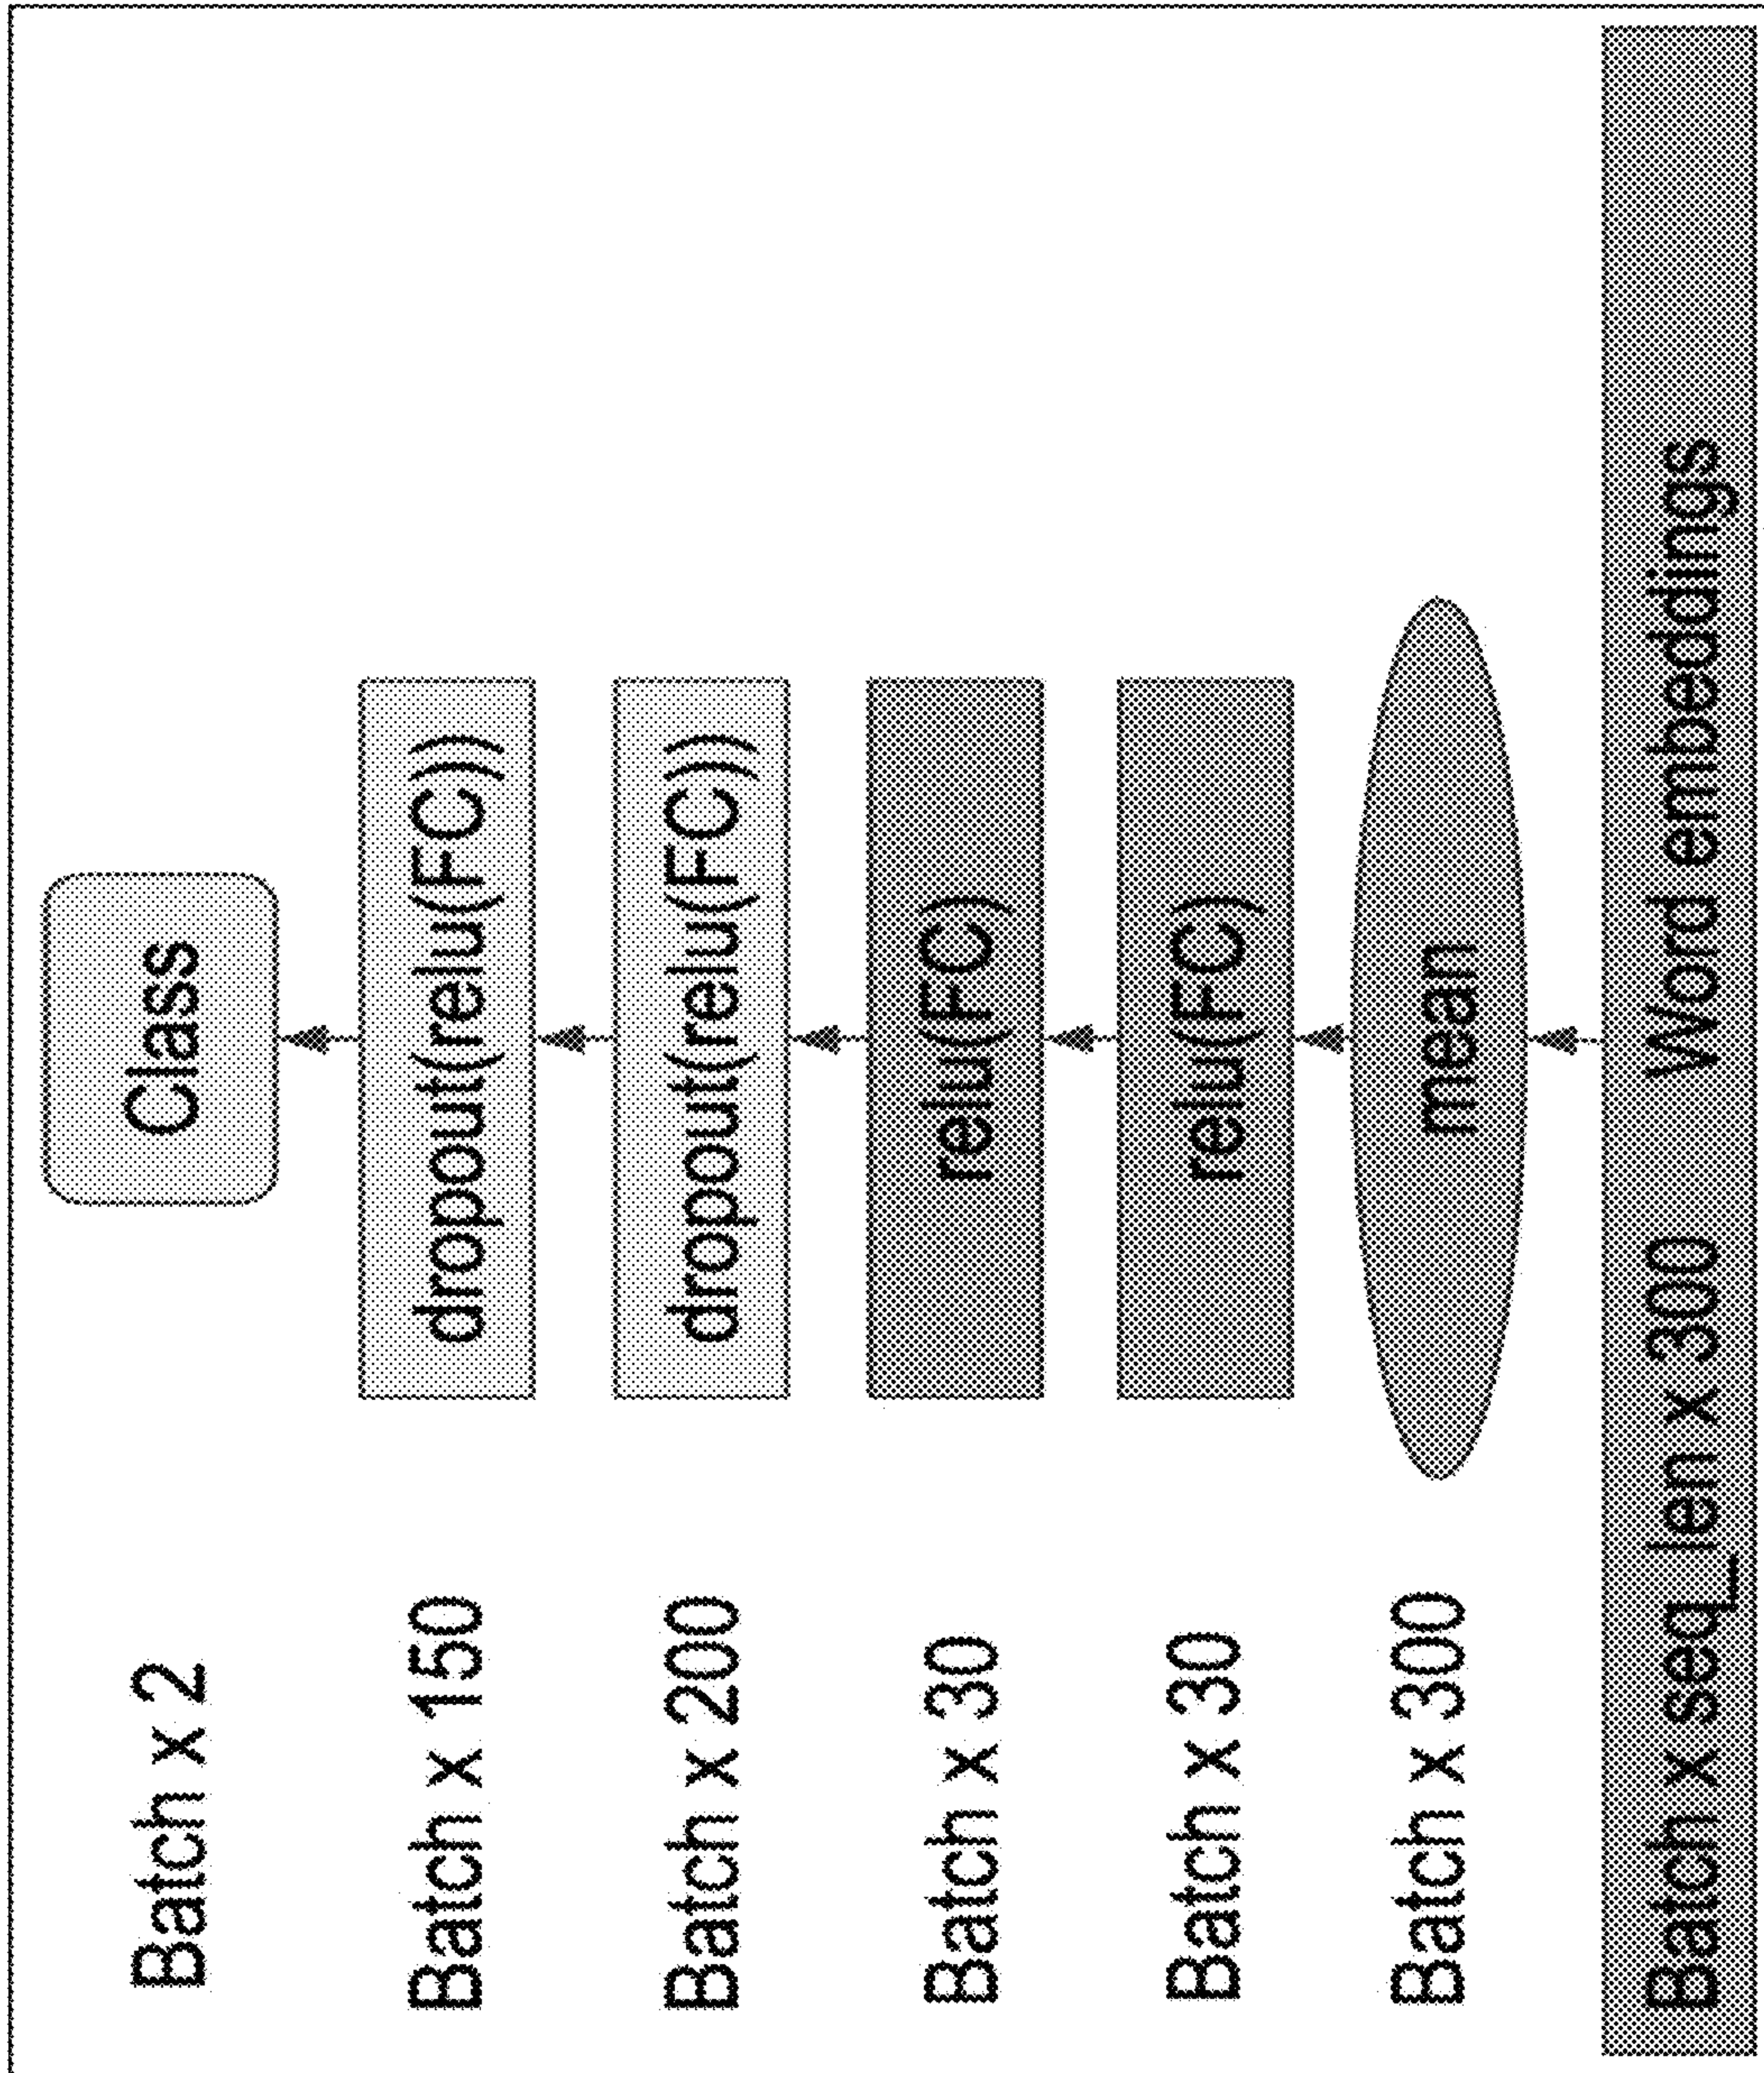 Batch x 2
Class
Batch x 150
dropout(relu(FC))
Batch x 200
dropout(relu(FC))
Batch x 30
relu(FC)
Batch x 30
relu(FC)
Batch x 300
mean
Batch x seq_len x 300 Word embeddings